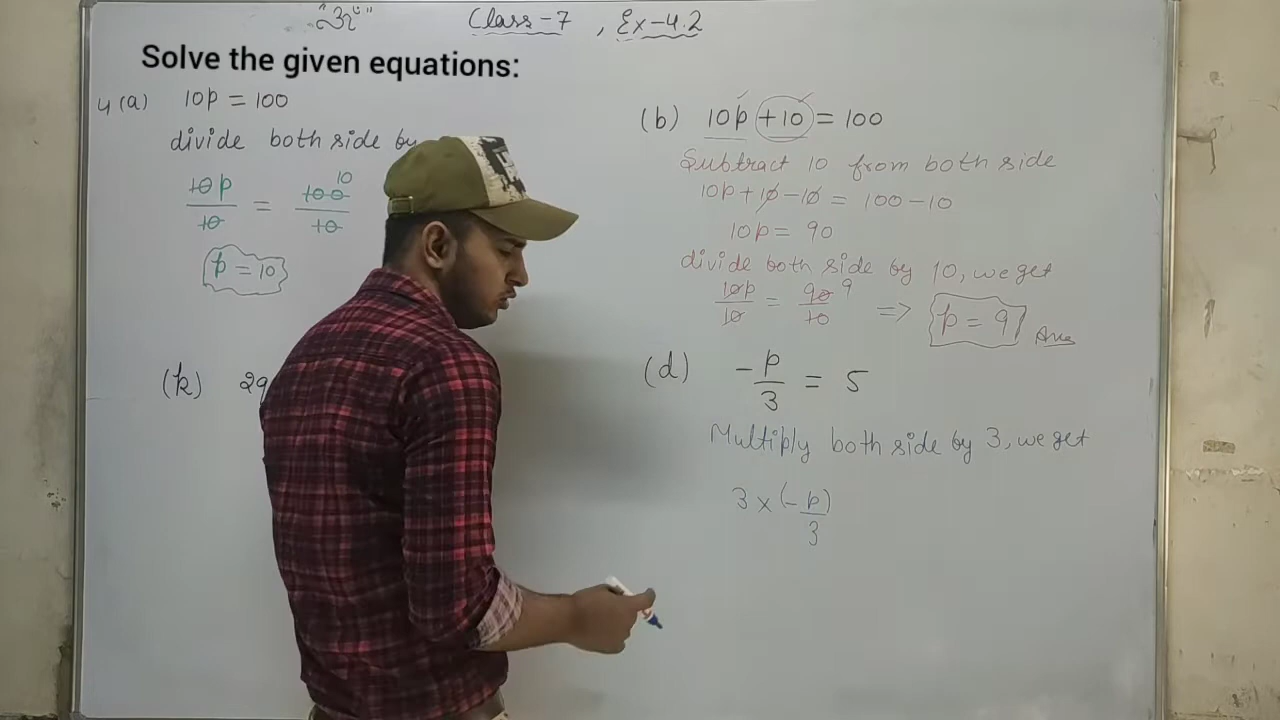 "ॐ"
Class-7, Ex-4.2
Solve the given equations:
4(a) 10p = 100
divide both side by
10p/10 = 100/10 10
p = 10
(k) 2q
(b) 10p + 10 = 100
Subtract 10 from both side
10p + 10 - 10 = 100 - 10
10p = 90
divide both side by 10, we get
10p/10 = 90/10 9 => p = 9 Ans
(d) -p/3 = 5
Multiply both side by 3, we get
3 × (-p)/3